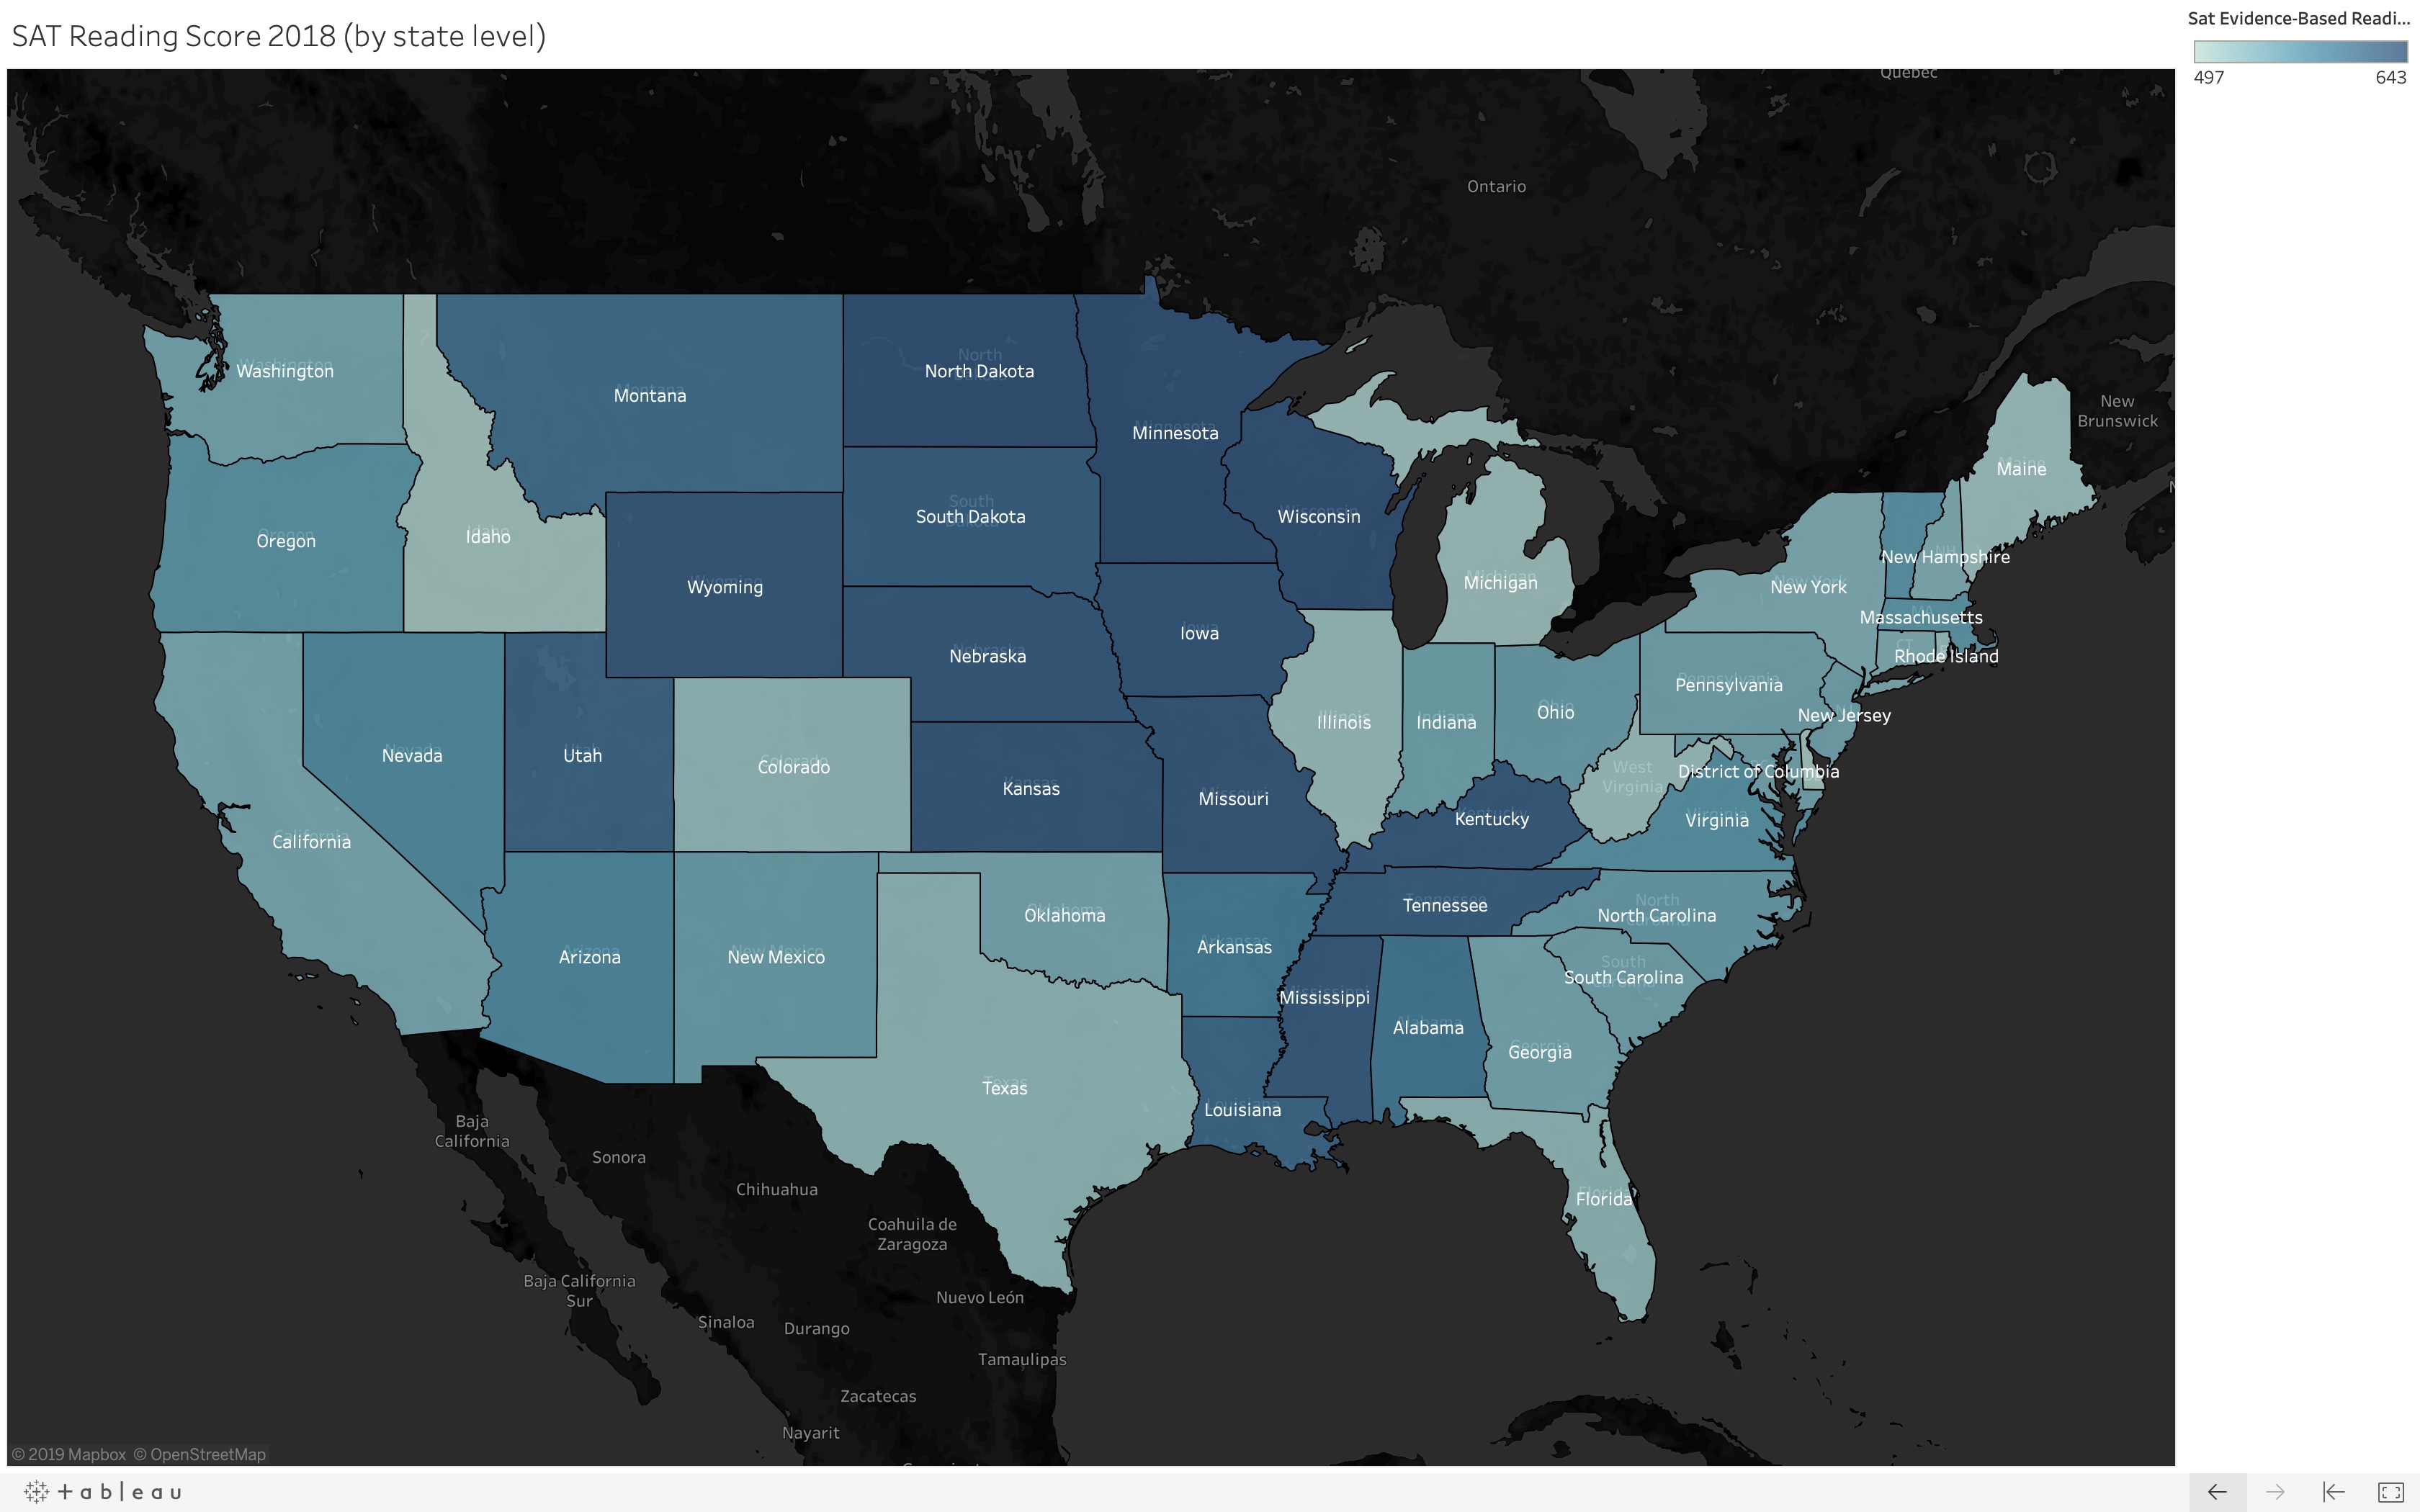 SAT Reading Score 2018 (by state level)
Sat Evidence-Based Readi...
497
643
Quebec
Ontario
New
Brunswick
Washington
Montana
North Dakota
Minnesota
Maine
Oregon
Idaho
South Dakota
Wisconsin
Wyoming
Michigan
New York
New Hampshire
Massachusetts
Rhode Island
Iowa
Nebraska
Pennsylvania
New Jersey
Nevada
Utah
Colorado
Illinois
Indiana
Ohio
West
Virginia
District of Columbia
Kansas
Missouri
Kentucky
Virginia
California
Tennessee
North Carolina
Oklahoma
Arkansas
Arizona
New Mexico
South Carolina
Mississippi
Alabama
Georgia
Texas
Louisiana
Florida
Baja
California
Sonora
Chihuahua
Coahuila de
Zaragoza
Baja California
Sur
Nuevo León
Sinaloa
Durango
Tamaulipas
Zacatecas
Nayarit
© 2019 Mapbox © OpenStreetMap
+ a b l e a u